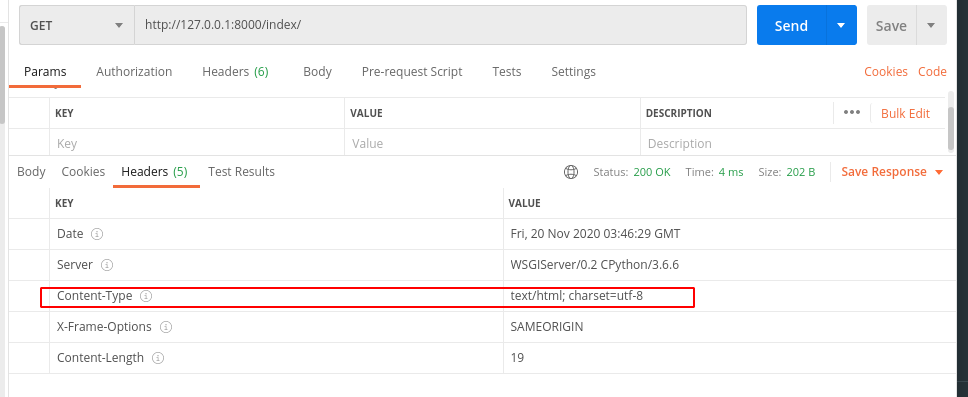 GET http://127.0.0.1:8000/index/ Send Save
Params Authorization Headers (6) Body Pre-request Script Tests Settings Cookies Code
KEY VALUE DESCRIPTION ••• Bulk Edit
Key Value Description
Body Cookies Headers (5) Test Results Status: 200 OK Time: 4 ms Size: 202 B Save Response
KEY VALUE
Date Fri, 20 Nov 2020 03:46:29 GMT
Server WSGIServer/0.2 CPython/3.6.6
Content-Type text/html; charset=utf-8
X-Frame-Options SAMEORIGIN
Content-Length 19